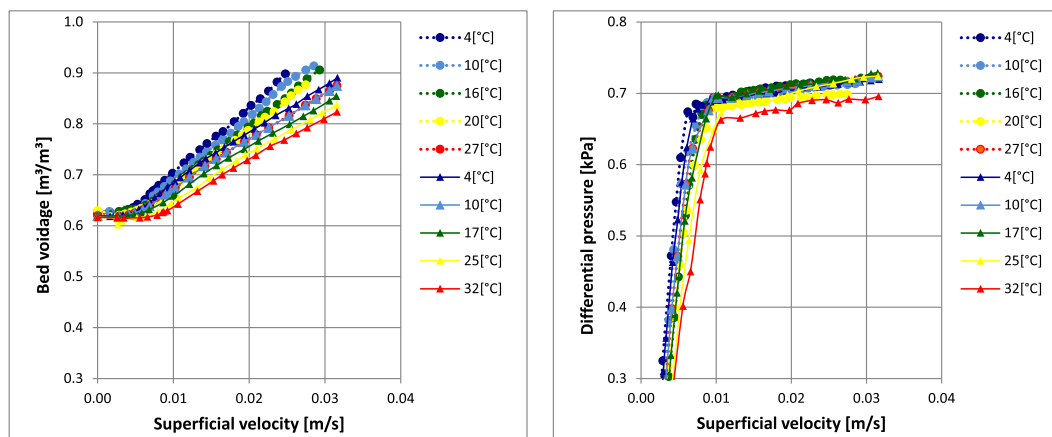 1.0
0.9
0.8
0.7
0.6
0.5
0.4
0.3
Bed voidage [m³/m³]
0.00
0.01
0.02
0.03
0.04
Superficial velocity [m/s]
4[°C]
10[°C]
16[°C]
20[°C]
27[°C]
4[°C]
10[°C]
17[°C]
25[°C]
32[°C]
0.8
0.7
0.6
0.5
0.4
0.3
Differential pressure [kPa]
0.00
0.01
0.02
0.03
0.04
Superficial velocity [m/s]
4[°C]
10[°C]
16[°C]
20[°C]
27[°C]
4[°C]
10[°C]
17[°C]
25[°C]
32[°C]